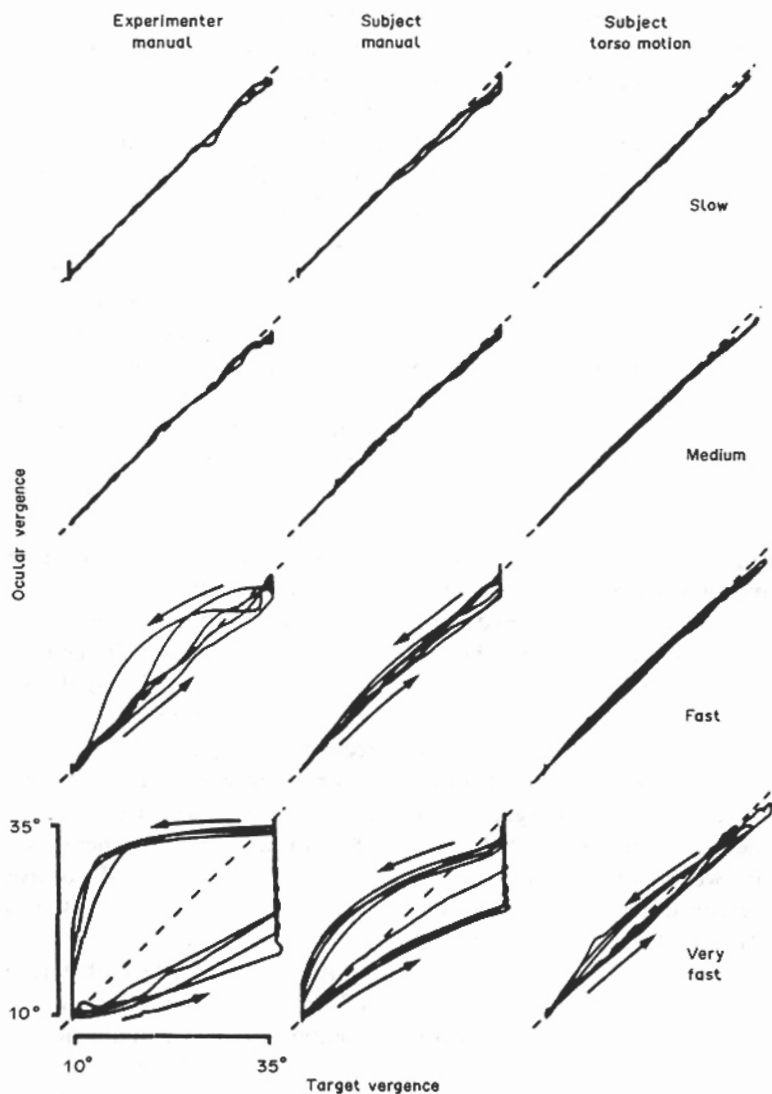 Experimenter
manual
Subject
manual
Subject
torso motion
Slow
Medium
Ocular vergence
Fast
35°
Very
fast
10°
10°
35°
Target vergence